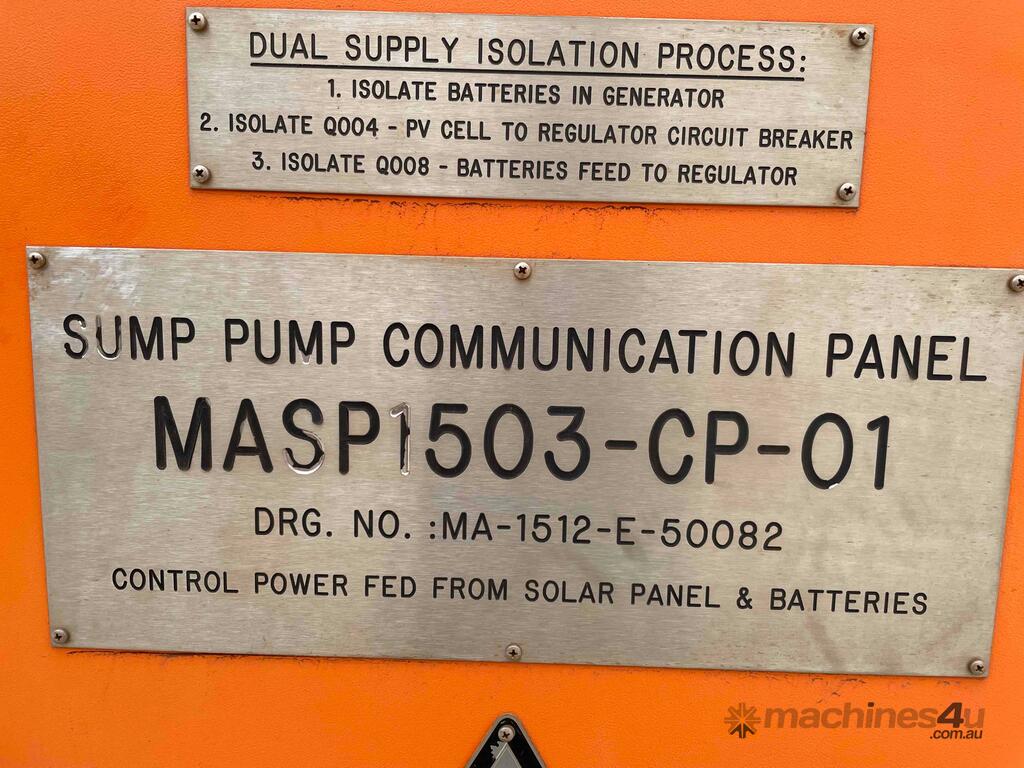 DUAL SUPPLY ISOLATION PROCESS:
1. ISOLATE BATTERIES IN GENERATOR
2. ISOLATE Q004 - PV CELL TO REGULATOR CIRCUIT BREAKER
3. ISOLATE Q008 - BATTERIES FEED TO REGULATOR
SUMP PUMP COMMUNICATION PANEL
MASP1503-CP-01
DRG. NO. :MA-1512-E-50082
CONTROL POWER FED FROM SOLAR PANEL & BATTERIES
machines4u
.com.au